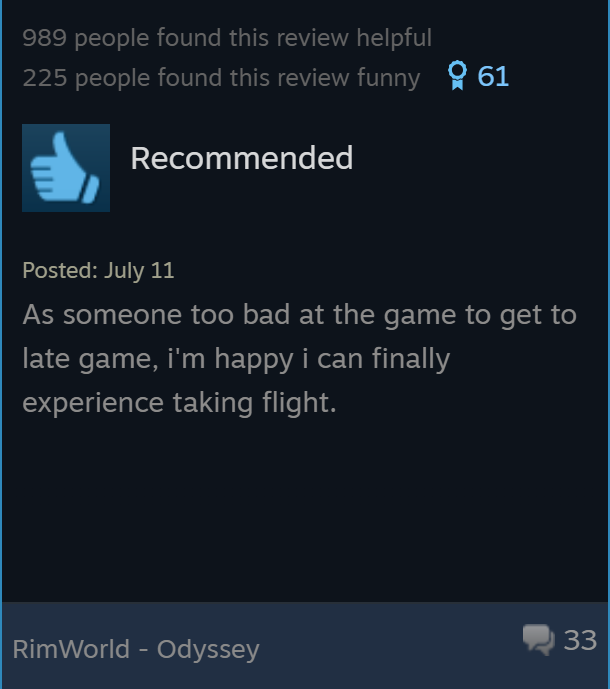 989 people found this review helpful
225 people found this review funny 61
Recommended
Posted: July 11
As someone too bad at the game to get to
late game, i'm happy i can finally
experience taking flight.
RimWorld - Odyssey 33